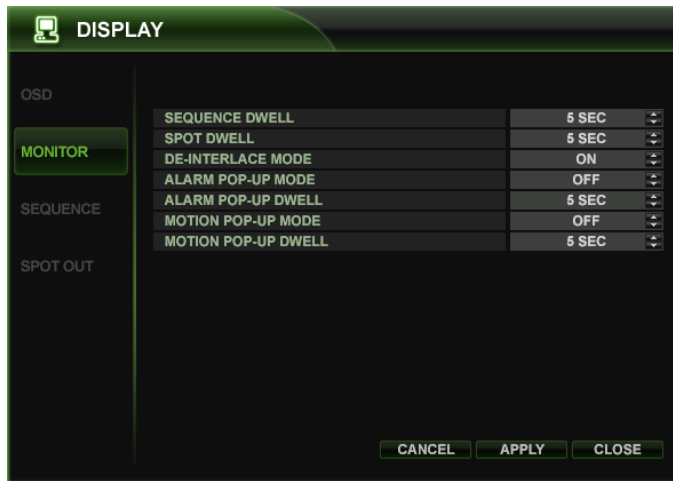 DISPLAY
OSD
MONITOR
SEQUENCE
SPOT OUT
SEQUENCE DWELL 5 SEC
SPOT DWELL 5 SEC
DE-INTERLACE MODE ON
ALARM POP-UP MODE OFF
ALARM POP-UP DWELL 5 SEC
MOTION POP-UP MODE OFF
MOTION POP-UP DWELL 5 SEC
CANCEL APPLY CLOSE